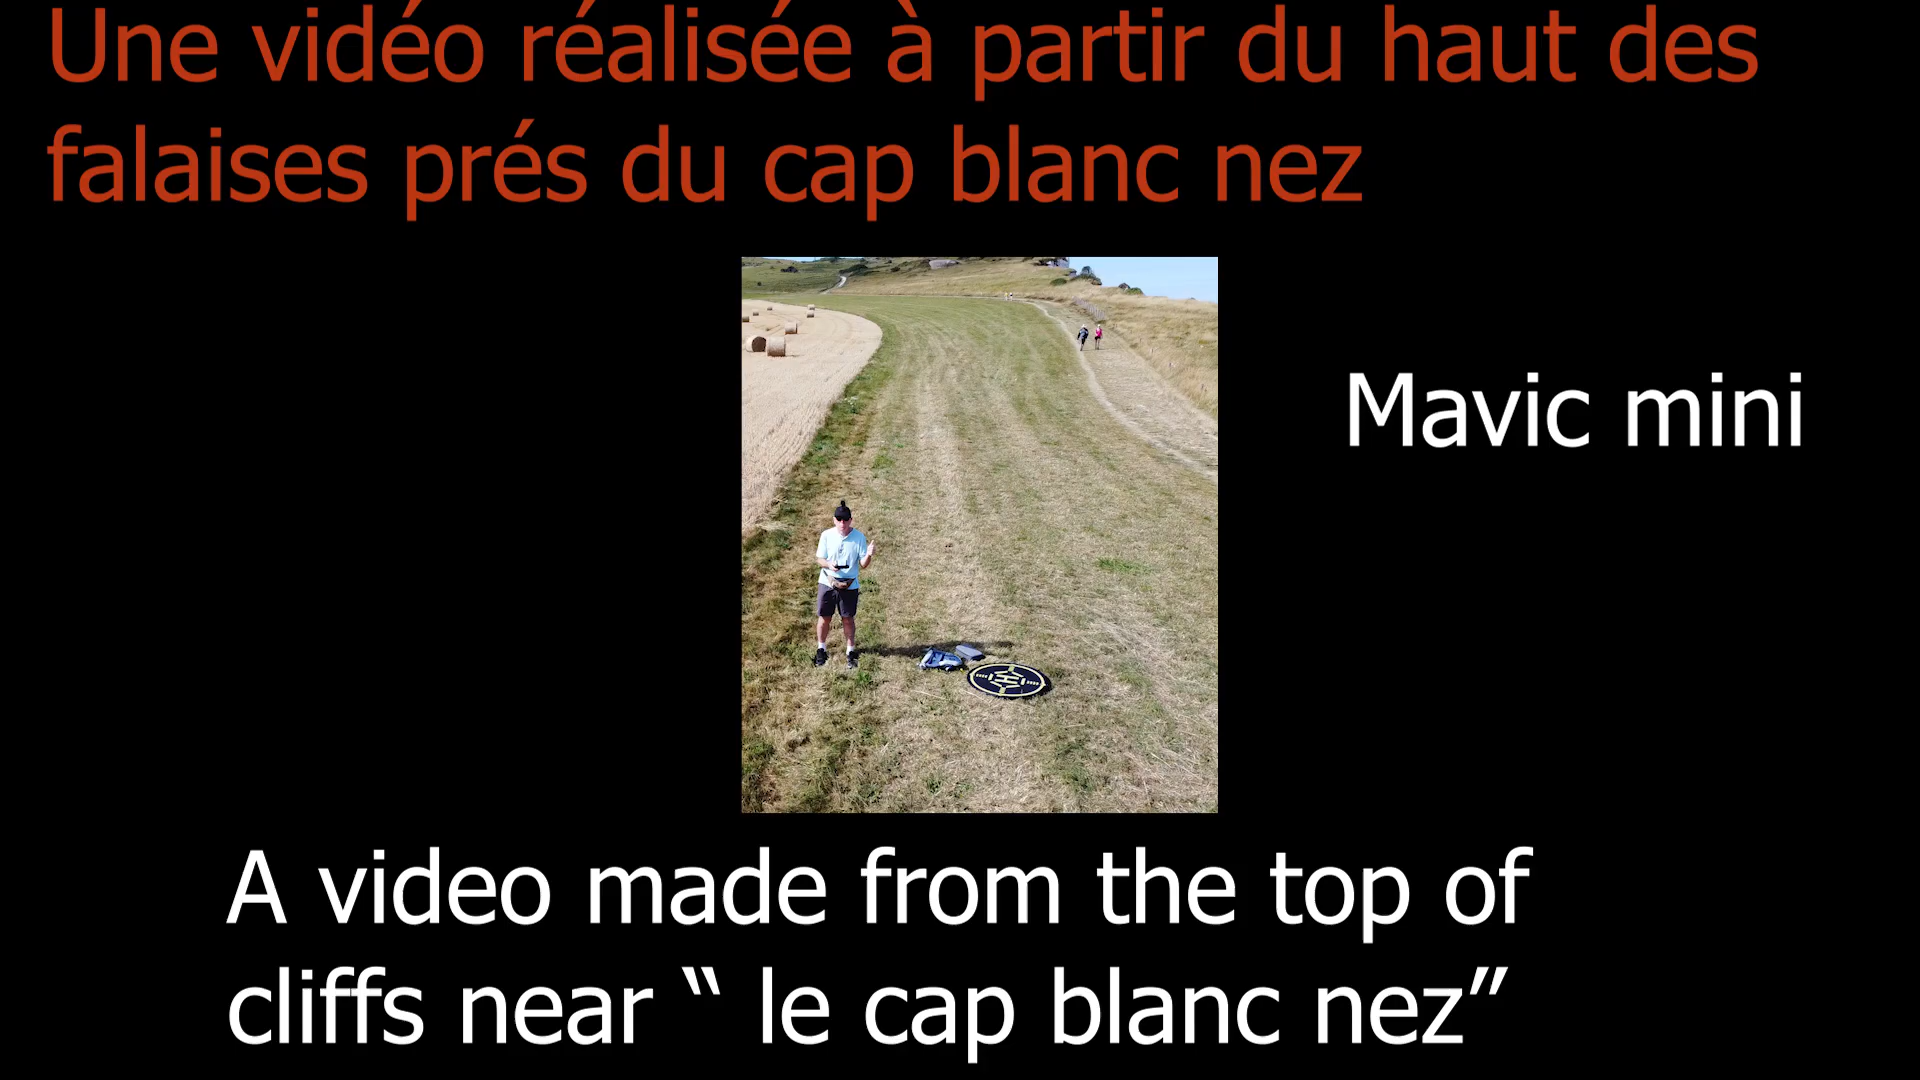 Une vidéo réalisée à partir du haut des
falaises prés du cap blanc nez
Mavic mini
H
A video made from the top of
cliffs near “ le cap blanc nez”